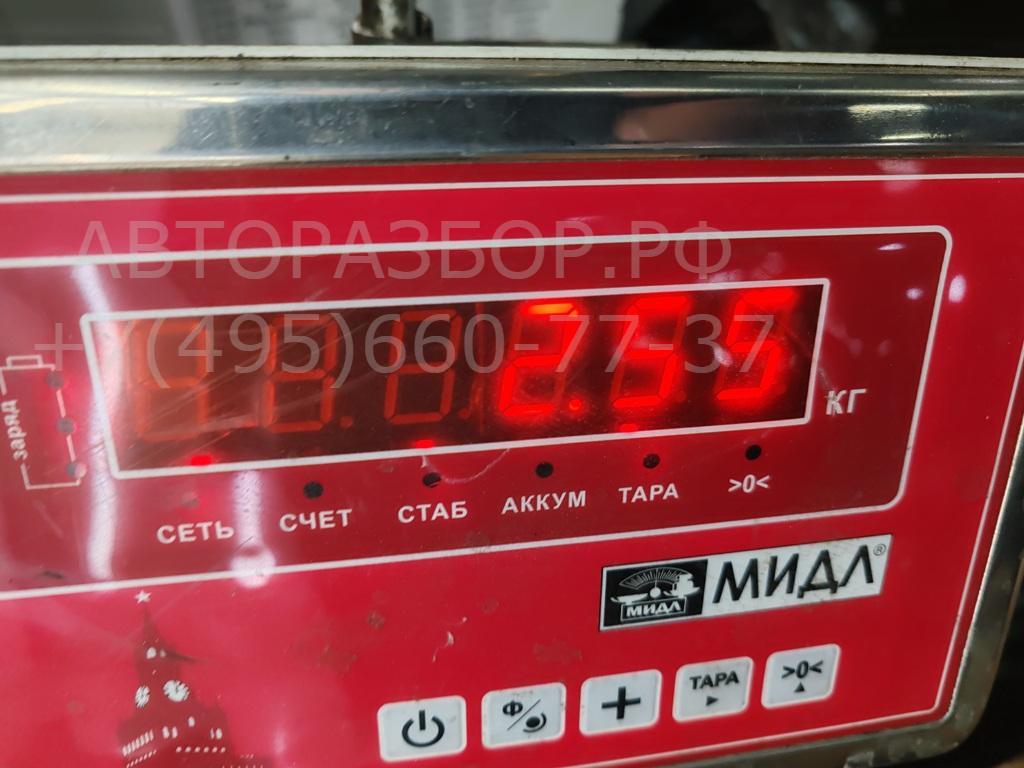 АВТОРАЗБОР.РФ
+7(495)660-77-37
2.55
КГ
заряд
СЕТЬ СЧЕТ СТАБ АККУМ ТАРА >0<
МИДЛ МИДЛ®
Ф ТАРА >0<